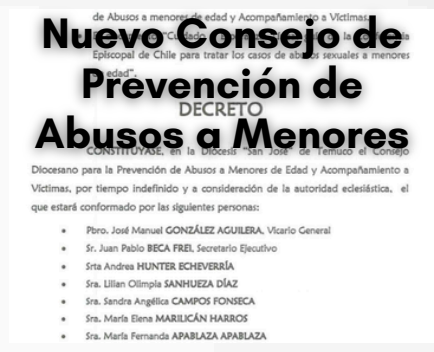 de Abusos a menores de edad y Acompañamiento a Víctimas.
Nuevo Consejo de
Episcopal de Chile para tratar los casos de abusos sexuales a menores
de edad".
Prevención de
DECRETO
Abusos a Menores
CONSTITÚYASE, en la Diócesis "San José" de Temuco el Consejo
Diocesano para la Prevención de Abusos a Menores de Edad y Acompañamiento a
Víctimas, por tiempo indefinido y a consideración de la autoridad eclesiástica, el
que estará conformado por las siguientes personas:
• Pbro. José Manuel GONZÁLEZ AGUILERA, Vicario General
• Sr. Juan Pablo BECA FREI, Secretario Ejecutivo
• Srta Andrea HUNTER ECHEVERRÍA
• Sra. Lilian Olimpia SANHUEZA DÍAZ
• Sra. Sandra Angélica CAMPOS FONSECA
• Sra. María Elena MARILICÁN HARROS
• Sra. María Fernanda APABLAZA APABLAZA